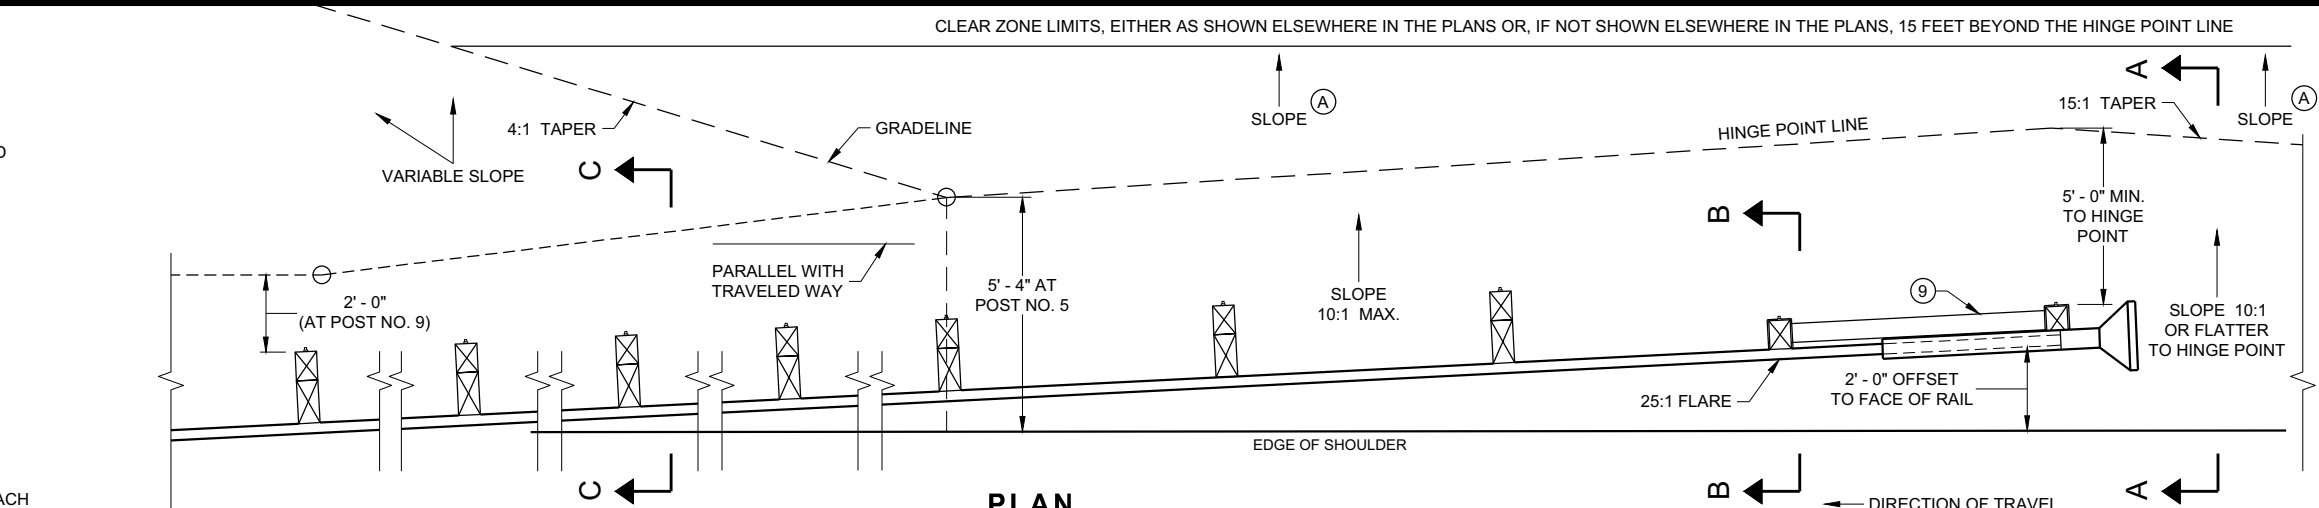 CLEAR ZONE LIMITS, EITHER AS SHOWN ELSEWHERE IN THE PLANS OR, IF NOT SHOWN ELSEWHERE IN THE PLANS, 15 FEET BEYOND THE HINGE POINT LINE
A
15:1 TAPER
SLOPE
A
SLOPE
A
4:1 TAPER
GRADELINE
HINGE POINT LINE
D
VARIABLE SLOPE
C
B
5' - 0" MIN.
TO HINGE
POINT
PARALLEL WITH
TRAVELED WAY
5' - 4" AT
POST NO. 5
SLOPE
10:1 MAX.
9
2' - 0"
(AT POST NO. 9)
SLOPE 10:1
OR FLATTER
TO HINGE POINT
2' - 0" OFFSET
TO FACE OF RAIL
25:1 FLARE
EDGE OF SHOULDER
ACH
C
PLAN
B
DIRECTION OF TRAVEL
A